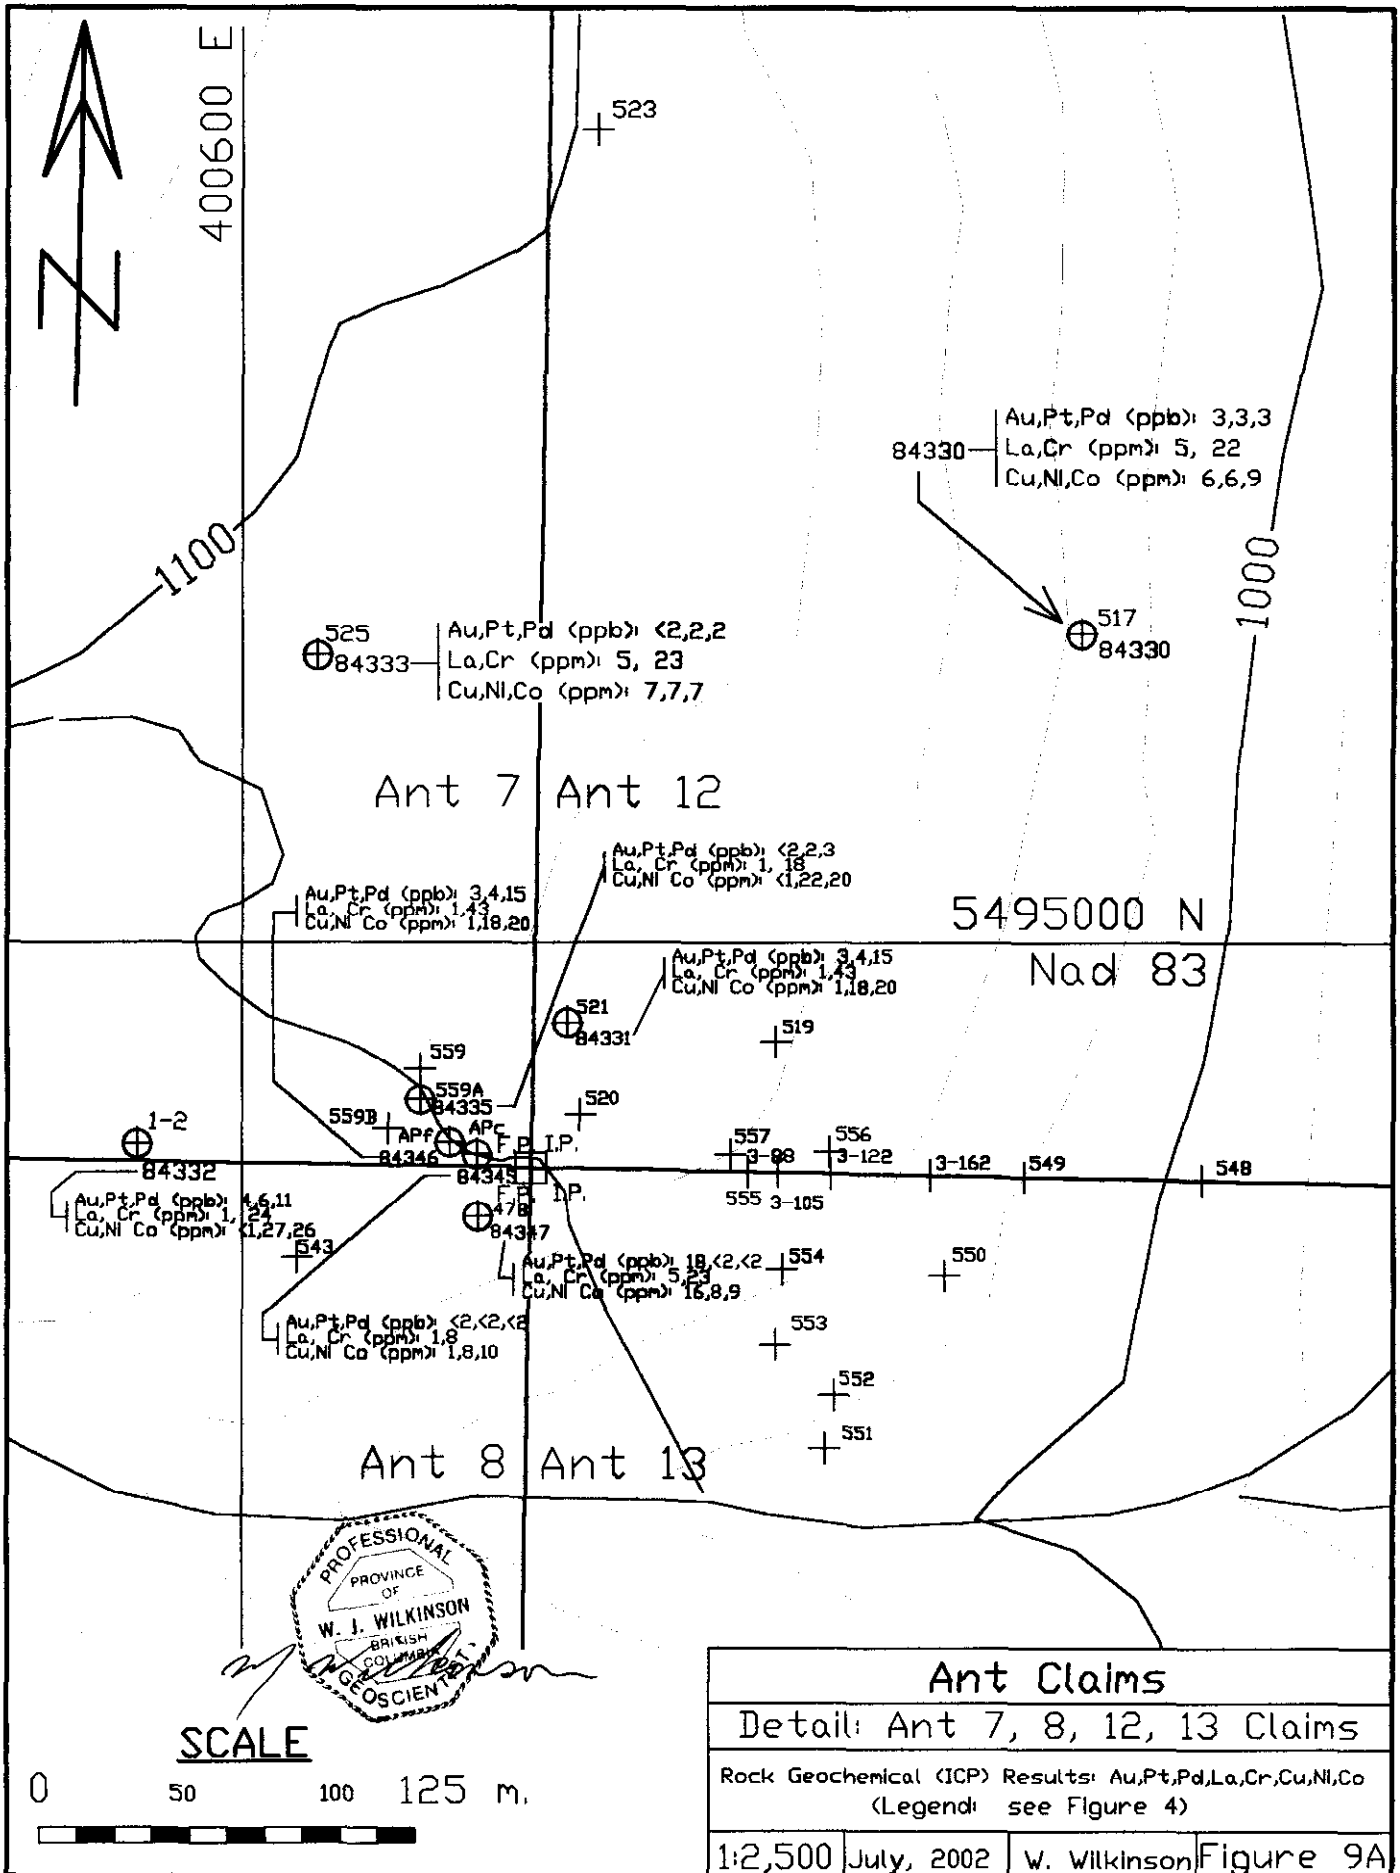 400600 E
523
Au,Pt,Pd (ppb): 3,3,3
84330
La,Cr (ppm): 5, 22
Cu,Ni,Co (ppm): 6,6,9
1100
1000
517
84330
525
84333
Au,Pt,Pd (ppb): <2,2,2
La,Cr (ppm): 5, 23
Cu,Ni,Co (ppm): 7,7,7
Ant 7
Ant 12
Au,Pt,Pd (ppb): <2,2,3
La, Cr (ppm): 1, 18
Cu,Ni Co (ppm): <1,22,20
Au,Pt,Pd (ppb): 3,4,15
La, Cr (ppm): 1,43
Cu,Ni Co (ppm): 1,18,20
5495000 N
Nad 83
Au,Pt,Pd (ppb): 3,4,15
La, Cr (ppm): 1,43
Cu,Ni Co (ppm): 1,18,20
521
84331
519
559
559A
84335
520
559B
1-2
84332
APf
84346
APc
84345
F.P. I.P.
F.P. I.P.
557
3-88
556
3-122
3-162
549
548
555
3-105
478
84347
Au,Pt,Pd (ppb): 4,6,11
La, Cr (ppm): 1, 24
Cu,Ni Co (ppm): <1,27,26
543
Au,Pt,Pd (ppb): 18,<2,<2
La, Cr (ppm): 5,23
Cu,Ni Co (ppm): 16,8,9
554
550
Au,Pt,Pd (ppb): <2,<2,<2
La, Cr (ppm): 1,8
Cu,Ni Co (ppm): 1,8,10
553
552
551
Ant 8
Ant 13
PROFESSIONAL
PROVINCE
OF
W. J. WILKINSON
BRITISH
COLUMBIA
GEOSCIENTIST
SCALE
0 50 100 125 m.
Ant Claims
Detail: Ant 7, 8, 12, 13 Claims
Rock Geochemical (ICP) Results: Au,Pt,Pd,La,Cr,Cu,Ni,Co
(Legend: see Figure 4)
1:2,500 July, 2002 W. Wilkinson Figure 9A